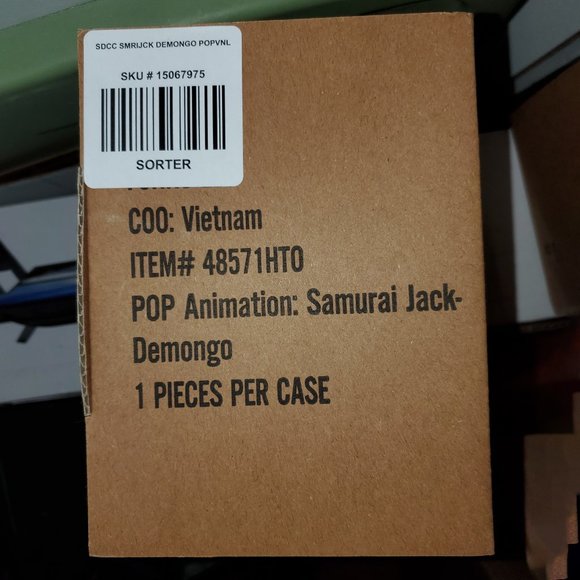 SDCC SMRIJCK DEMONGO POPVNL
SKU # 15067975
SORTER
COO: Vietnam
ITEM# 48571HTO
POP Animation: Samurai Jack-
Demongo
1 PIECES PER CASE